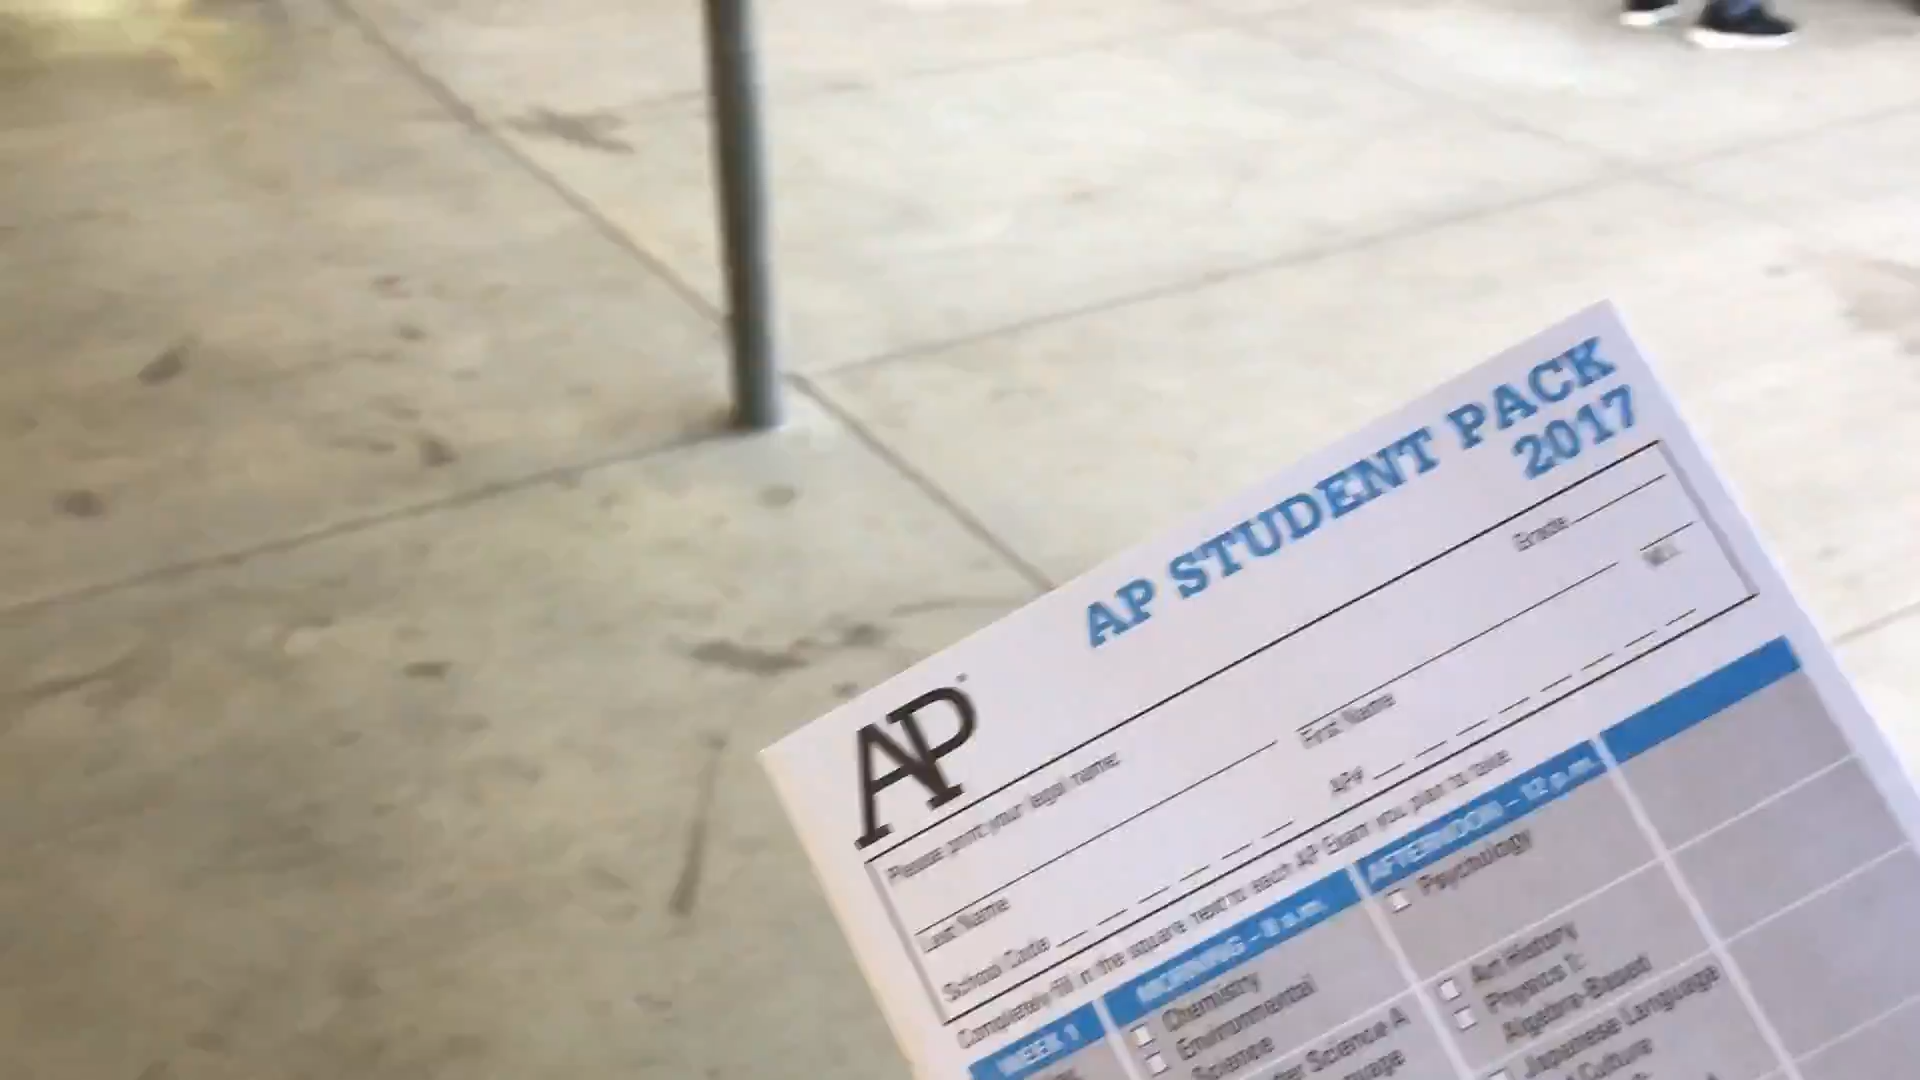 AP STUDENT PACK
2017
AP
Grade
Please print your legal name:
Last Name
First Name
M.I.
School Code
AP#
Completely fill in the square next to each AP Exam you plan to take
WEEK 1
MORNING – 8 a.m.
AFTERNOON – 12 p.m.
Chemistry
Environmental
Science
Psychology
Science A
Art History
Physics 1:
Algebra-Based
Japanese Language
Culture